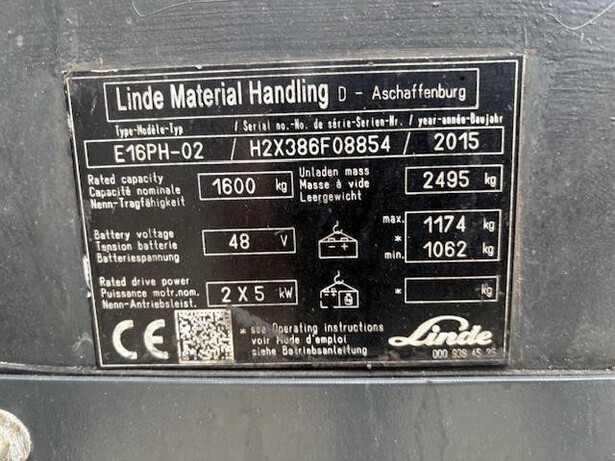 Linde Material Handling D - Aschaffenburg
Type-Modèle-Typ / Serial no.-No. de série-Serien-Nr. / year-année-Baujahr
E16PH-02 / H2X386F08854 / 2015
Rated capacity
Capacité nominale
Nenn-Tragfähigkeit
1600 kg
Unladen mass
Masse à vide
Leergewicht
2495 kg
Battery voltage
Tension batterie
Batteriespannung
48 V
- +
max. 1174 kg
*
min. 1062 kg
Rated drive power
Puissance motr.nom.
Nenn-Antriebsleist.
2 X 5 kW
* kg
CE
* see Operating instructions
voir Mode d'emploi
siehe Betriebsanleitung
Linde
000 938 45 25